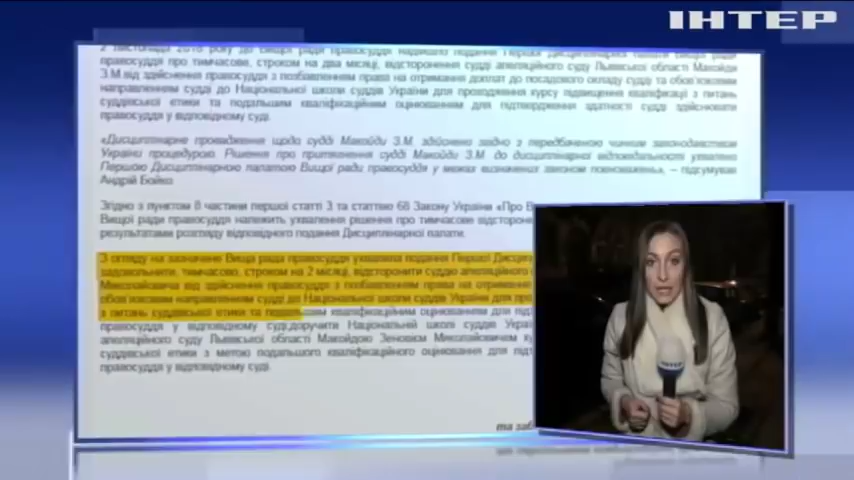 ІНТЕР
2 листопада 2018 року до Вищої ради правосуддя надійшло подання Першої Дисциплінарної палати Вищої ради
правосуддя про тимчасове, строком на два місяці, відсторонення судді апеляційного суду Львівської області Макойди
З.М від здійснення правосуддя з позбавленням права на отримання доплат до посадового окладу судді та обов'язковим
направленням судді до Національної школи суддів України для проходження курсу підвищення кваліфікації з питань
суддівської етики та подальшим кваліфікаційним оцінюванням для підтвердження здатності судді здійснювати
правосуддя у відповідному суді.
«Дисциплінарне провадження щодо судді Макойди З.М. здійснено згідно з передбаченою чинним законодавством
України процедурою. Рішення про притягнення судді Макойди З.М. до дисциплінарної відповідальності ухвалено
Першою Дисциплінарною палатою Вищої ради правосуддя у межах визначених законом повноважень», – підсумував
Андрій Бойко.
Згідно з пунктом 8 частини першої статті 3 та статтею 68 Закону України «Про В
Вищої ради правосуддя належить ухвалення рішення про тимчасове відсторонe
результатами розгляду відповідного подання Дисциплінарної палати.
З огляду на зазначене Вища рада правосуддя ухвалила подання Першої Дисципл
задовольнити, тимчасово, строком на 2 місяці, відсторонити суддю апеляційного
Миколайовича від здійснення правосуддя з позбавленням права на отримання
обов'язковим направленням судді до Національної школи суддів України для про
з питань суддівської етики та подальшим кваліфікаційним оцінюванням для підт
правосуддя у відповідному суді;доручити Національній школі суддів Украї
апеляційного суду Львівської області Макойдою Зеновієм Миколайовичем ку
суддівської етики з метою подальшого кваліфікаційного оцінювання для підт
правосуддя у відповідному суді.
та заб